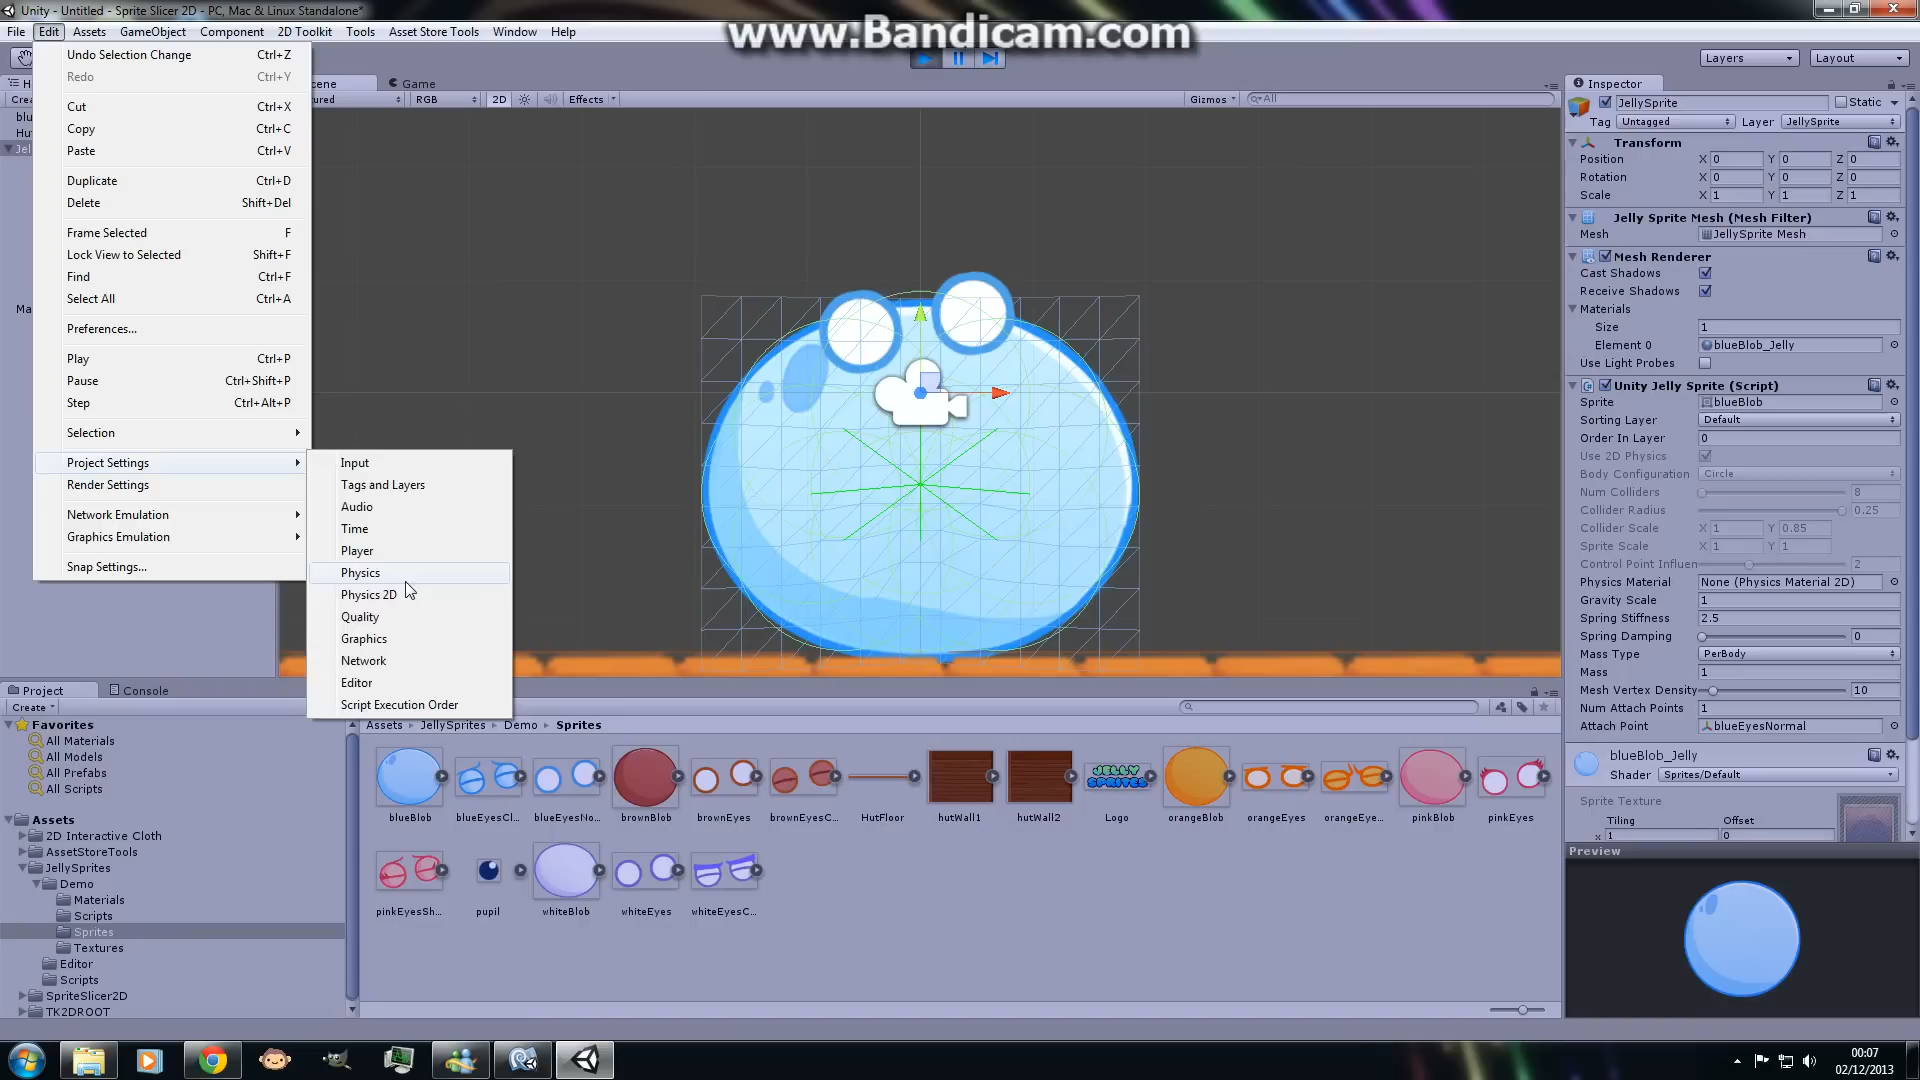 Unity - Untitled - Sprite Slicer 2D - PC, Mac & Linux Standalone*
www.Bandicam.com
File Edit Assets GameObject Component 2D Toolkit Tools Asset Store Tools Window Help
Layers Layout
Undo Selection Change Ctrl+Z
Redo Ctrl+Y
Cut Ctrl+X
Copy Ctrl+C
Paste Ctrl+V
Duplicate Ctrl+D
Delete Shift+Del
Frame Selected F
Lock View to Selected Shift+F
Find Ctrl+F
Select All Ctrl+A
Preferences...
Play Ctrl+P
Pause Ctrl+Shift+P
Step Ctrl+Alt+P
Selection
Project Settings
Render Settings
Network Emulation
Graphics Emulation
Snap Settings...
Input
Tags and Layers
Audio
Time
Player
Physics
Physics 2D
Quality
Graphics
Network
Editor
Script Execution Order
Game
RGB 2D Effects Gizmos All
Inspector
JellySprite Static
Tag Untagged Layer JellySprite
Transform
Position X 0 Y 0 Z 0
Rotation X 0 Y 0 Z 0
Scale X 1 Y 1 Z 1
Jelly Sprite Mesh (Mesh Filter)
Mesh JellySprite Mesh
Mesh Renderer
Cast Shadows
Receive Shadows
Materials
Size 1
Element 0 blueBlob_Jelly
Use Light Probes
Unity Jelly Sprite (Script)
Sprite blueBlob
Sorting Layer Default
Order In Layer 0
Use 2D Physics
Body Configuration Circle
Num Colliders 8
Collider Radius 0.25
Collider Scale X 1 Y 0.85
Sprite Scale X 1 Y 1
Control Point Influen 2
Physics Material None (Physics Material 2D)
Gravity Scale 1
Spring Stiffness 2.5
Spring Damping 0
Mass Type PerBody
Mass 1
Mesh Vertex Density 10
Num Attach Points 1
Attach Point blueEyesNormal
blueBlob_Jelly
Shader Sprites/Default
Sprite Texture
Tiling Offset
x 1 0
Preview
Project Console
Create
Favorites
All Materials
All Models
All Prefabs
All Scripts
Assets
2D Interactive Cloth
AssetStoreTools
JellySprites
Demo
Materials
Scripts
Sprites
Textures
Editor
Scripts
SpriteSlicer2D
TK2DROOT
Assets JellySprites Demo Sprites
JELLY
SPRITES
blueBlob blueEyesCl... blueEyesNo... brownBlob brownEyes brownEyesC... HutFloor hutWall1 hutWall2 Logo orangeBlob orangeEyes orangeEye... pinkBlob pinkEyes
pinkEyesSh... pupil whiteBlob whiteEyes whiteEyesC...
00:07
02/12/2013